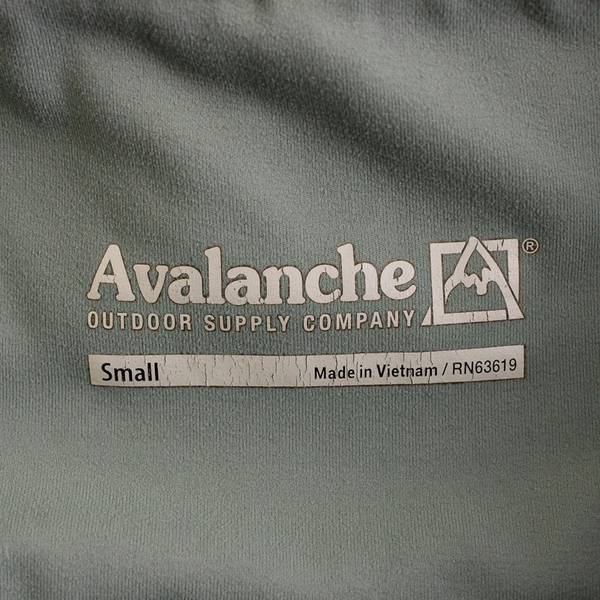 Avalanche®
OUTDOOR SUPPLY COMPANY
Small Made in Vietnam / RN63619